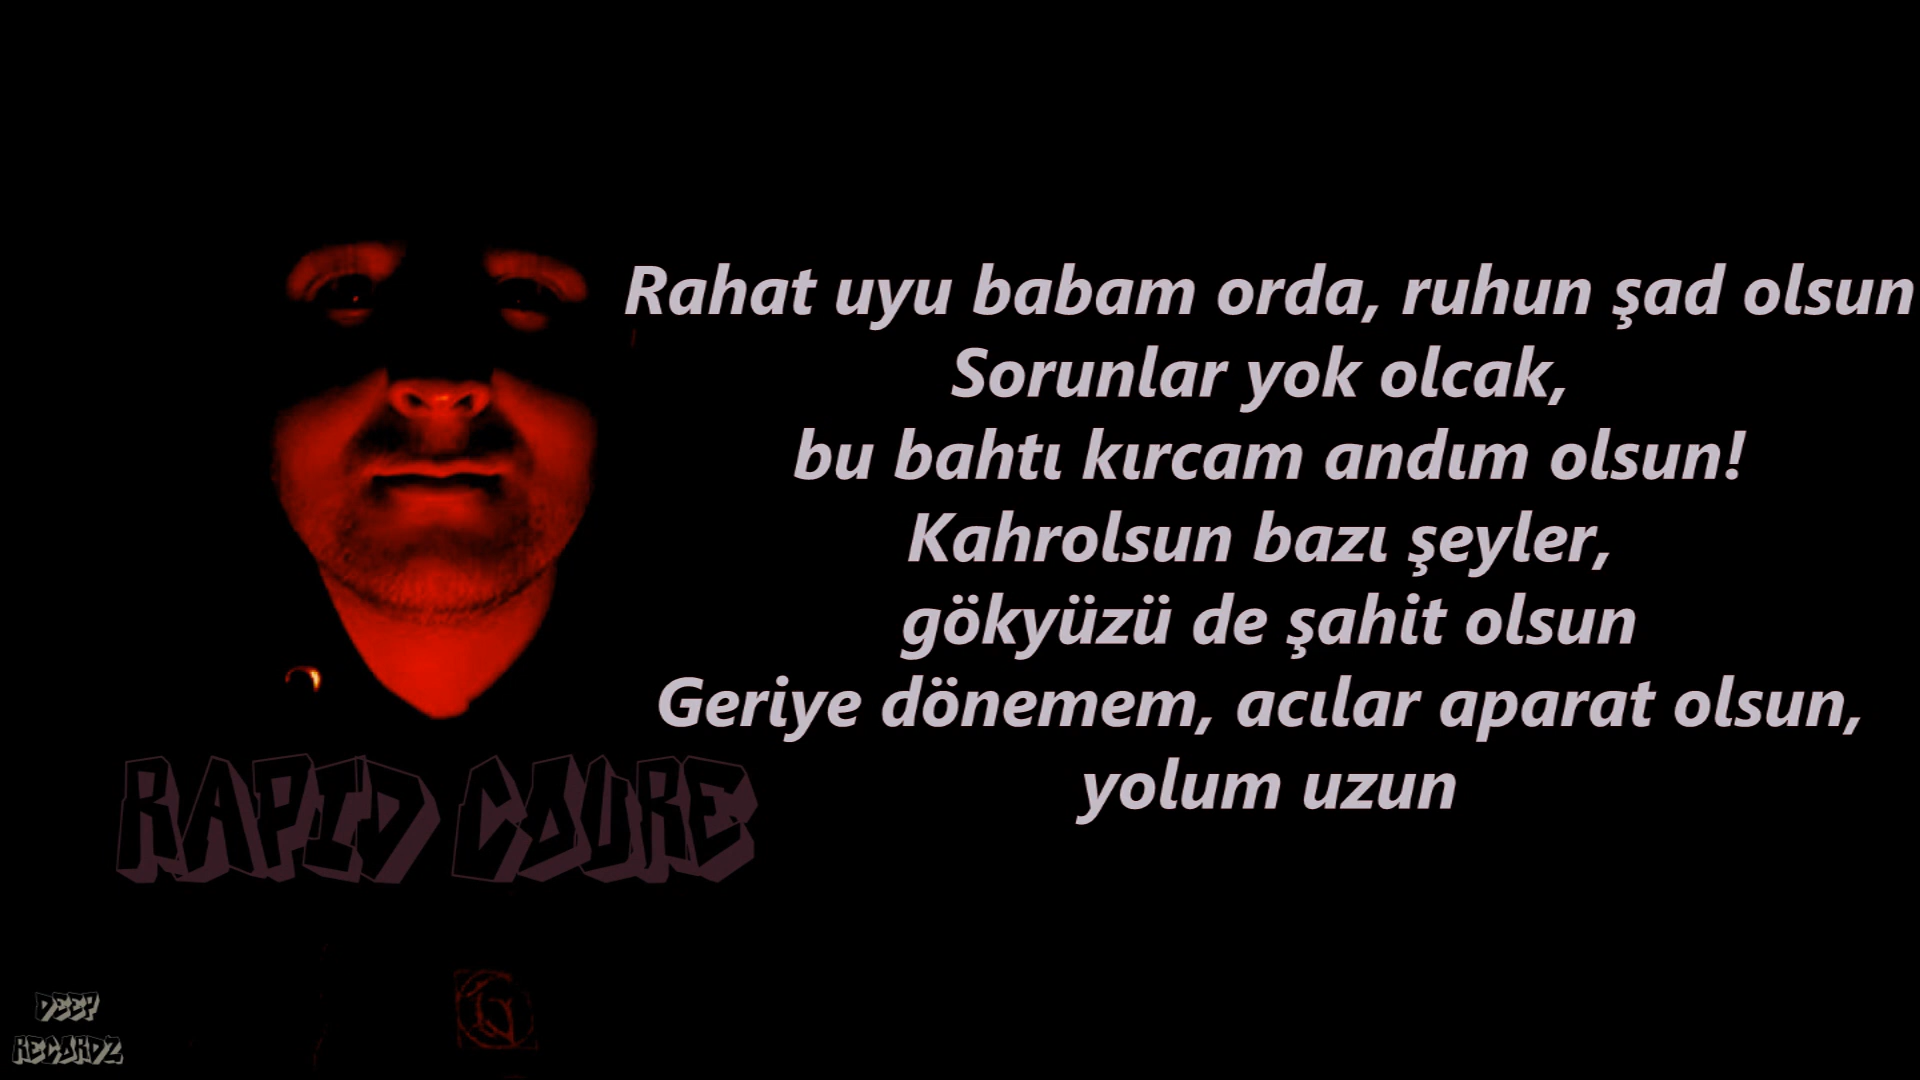 Rahat uyu babam orda, ruhun şad olsun
Sorunlar yok olcak,
bu bahtı kırcam andım olsun!
Kahrolsun bazı şeyler,
gökyüzü de şahit olsun
Geriye dönemem, acılar aparat olsun,
yolum uzun
RAPID COURE
DEEP
RECORDZ